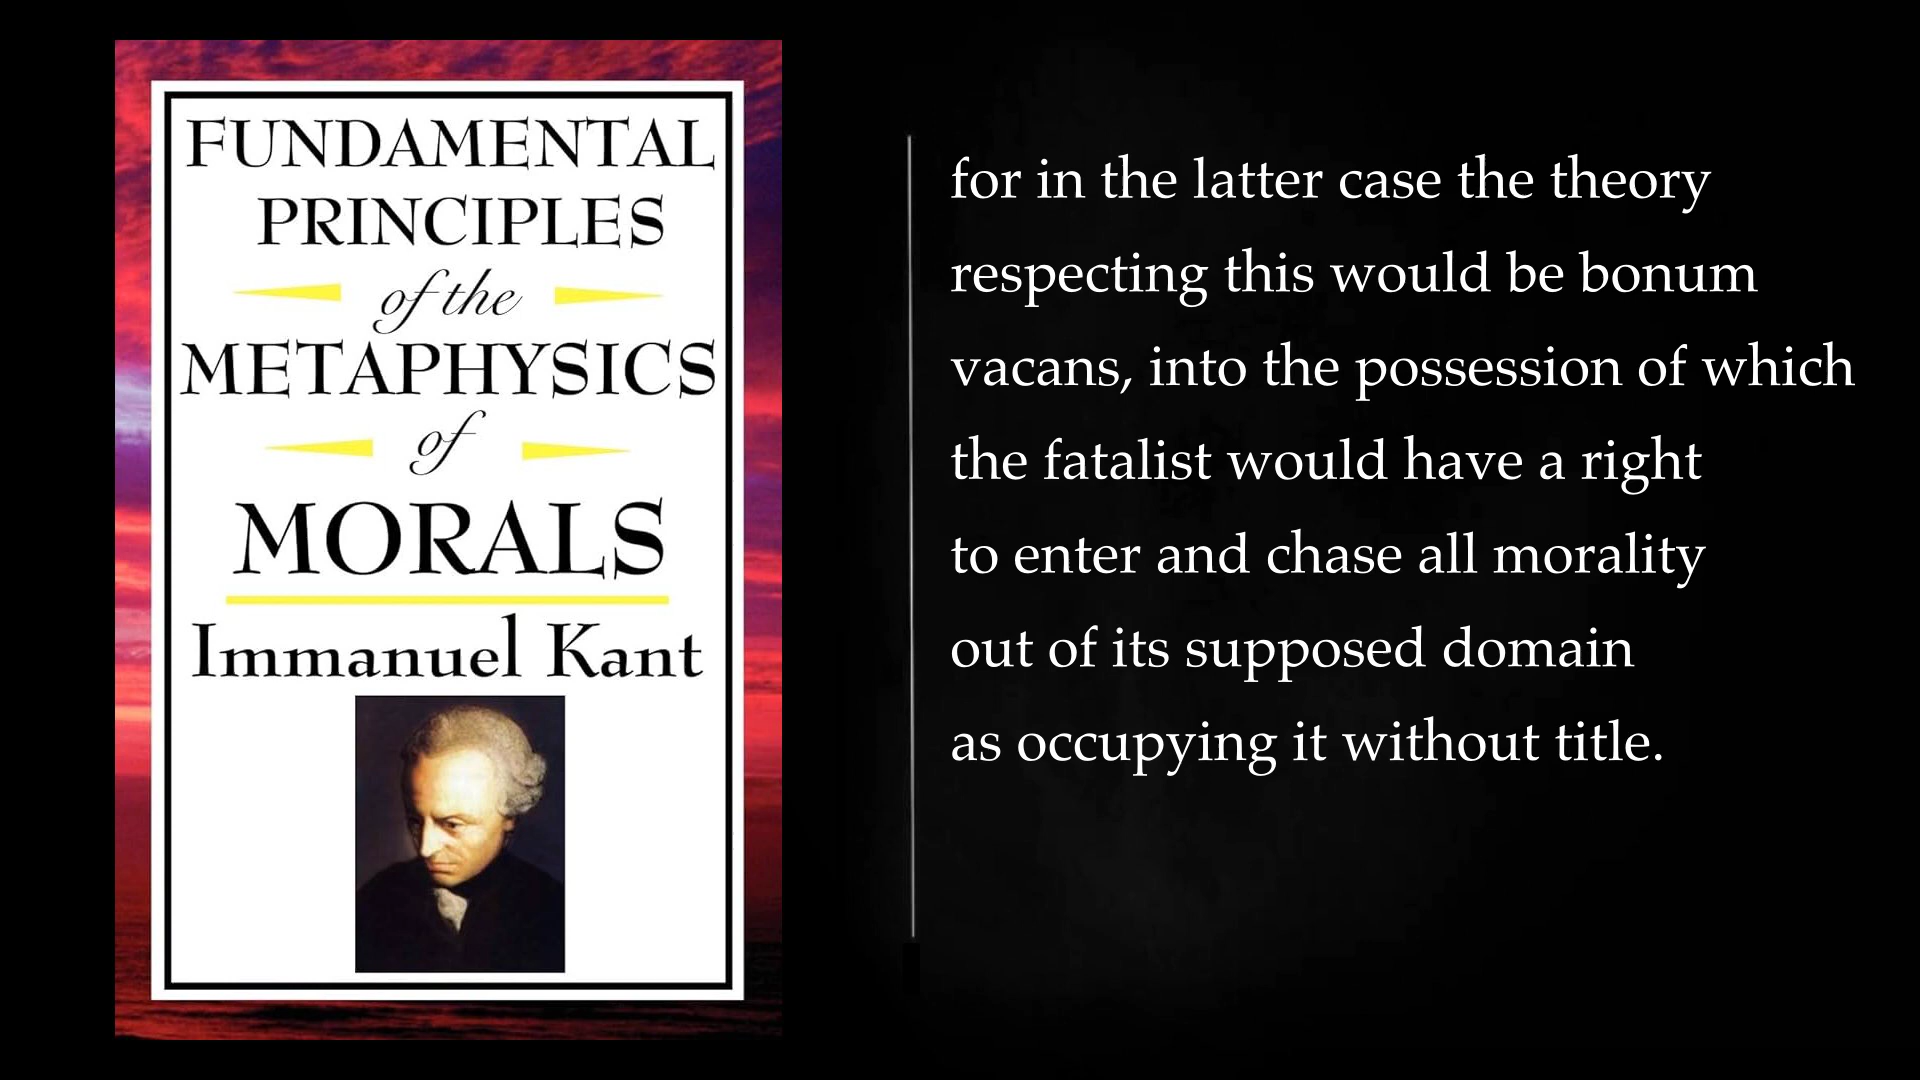 FUNDAMENTAL
PRINCIPLES
of the
METAPHYSICS
of
MORALS
Immanuel Kant
for in the latter case the theory
respecting this would be bonum
vacans, into the possession of which
the fatalist would have a right
to enter and chase all morality
out of its supposed domain
as occupying it without title.